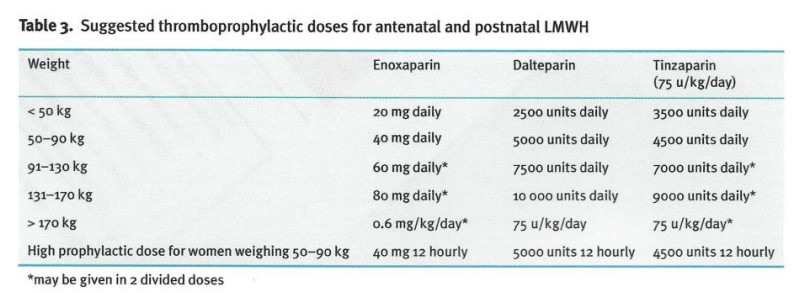 Table 3. Suggested thromboprophylactic doses for antenatal and postnatal LMWH
Weight Enoxaparin Dalteparin Tinzaparin
(75 u/kg/day)
< 50 kg 20 mg daily 2500 units daily 3500 units daily
50–90 kg 40 mg daily 5000 units daily 4500 units daily
91–130 kg 60 mg daily* 7500 units daily 7000 units daily*
131–170 kg 80 mg daily* 10 000 units daily 9000 units daily*
> 170 kg 0.6 mg/kg/day* 75 u/kg/day 75 u/kg/day*
High prophylactic dose for women weighing 50–90 kg 40 mg 12 hourly 5000 units 12 hourly 4500 units 12 hourly
*may be given in 2 divided doses